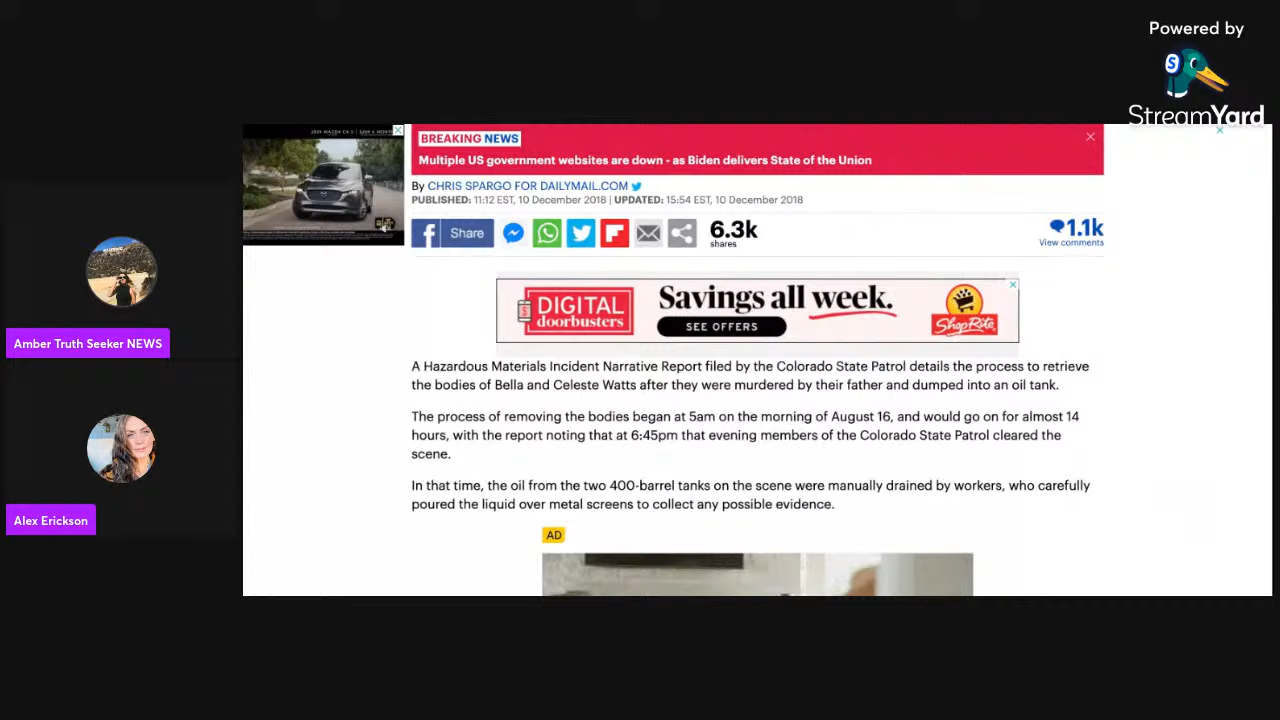 Powered by
S
StreamYard
2024 MAZDA CX-5
BREAKING NEWS
Multiple US government websites are down - as Biden delivers State of the Union
By CHRIS SPARGO FOR DAILYMAIL.COM
PUBLISHED: 11:12 EST, 10 December 2018 | UPDATED: 15:54 EST, 10 December 2018
f Share
6.3k
shares
1.1k
View comments
DIGITAL
doorbusters
Savings all week.
SEE OFFERS
ShopRite
A Hazardous Materials Incident Narrative Report filed by the Colorado State Patrol details the process to retrieve
the bodies of Bella and Celeste Watts after they were murdered by their father and dumped into an oil tank.
The process of removing the bodies began at 5am on the morning of August 16, and would go on for almost 14
hours, with the report noting that at 6:45pm that evening members of the Colorado State Patrol cleared the
scene.
In that time, the oil from the two 400-barrel tanks on the scene were manually drained by workers, who carefully
poured the liquid over metal screens to collect any possible evidence.
AD
Amber Truth Seeker NEWS
Alex Erickson